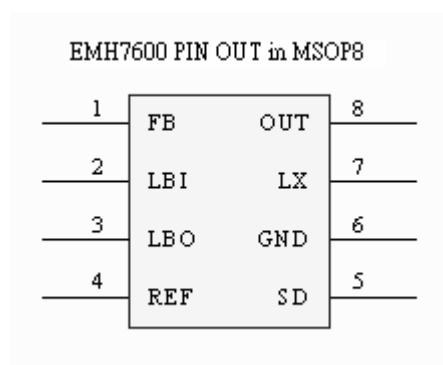 EMH7600 PIN OUT in MSOP8
1 FB OUT 8
2 LBI LX 7
3 LBO GND 6
4 REF SD 5